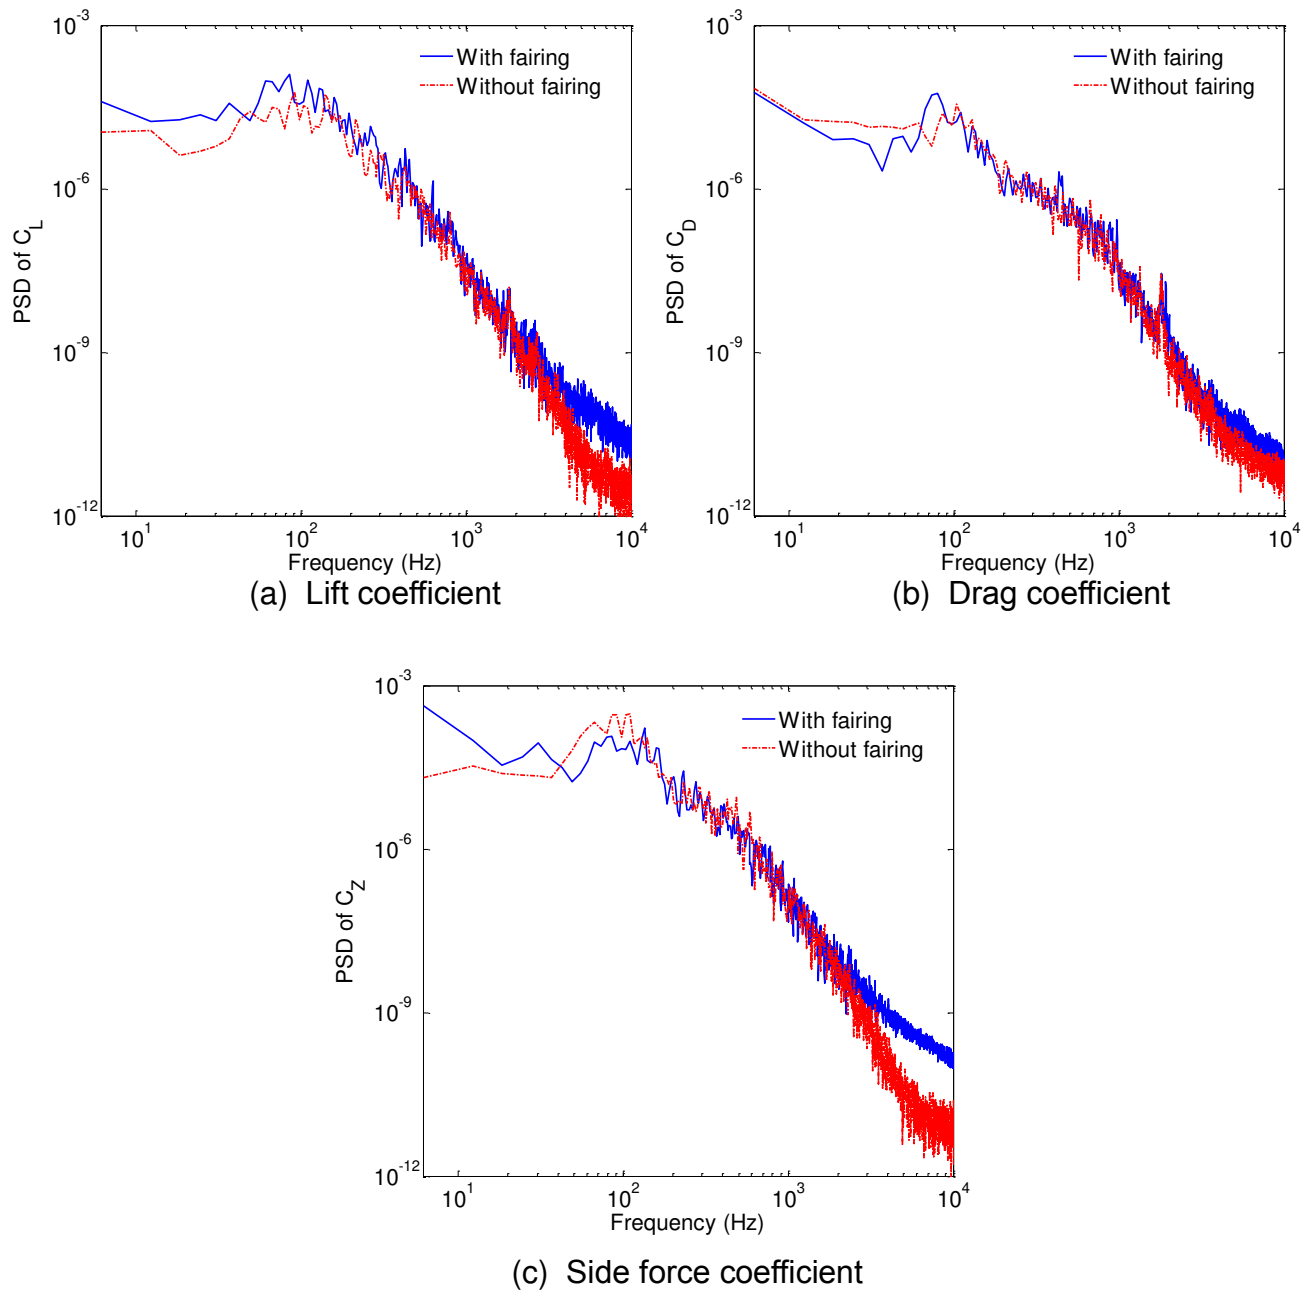 10^-3
10^-6
10^-9
10^-12
PSD of C_L
With fairing
Without fairing
10^1 10^2 10^3 10^4
Frequency (Hz)
(a) Lift coefficient
10^-3
10^-6
10^-9
10^-12
PSD of C_D
With fairing
Without fairing
10^1 10^2 10^3 10^4
Frequency (Hz)
(b) Drag coefficient
10^-3
10^-6
10^-9
10^-12
PSD of C_Z
With fairing
Without fairing
10^1 10^2 10^3 10^4
Frequency (Hz)
(c) Side force coefficient